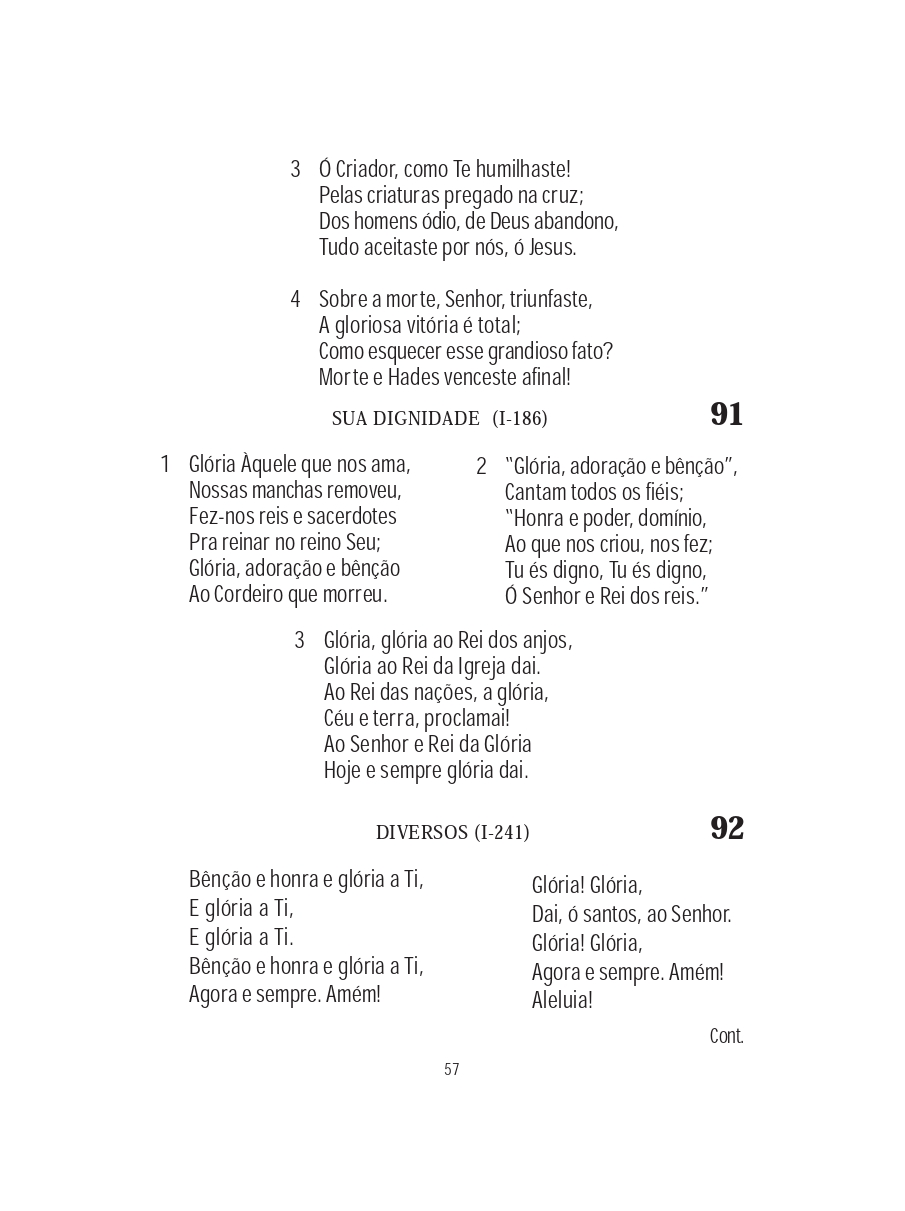 3 Ó Criador, como Te humilhaste!
Pelas criaturas pregado na cruz;
Dos homens ódio, de Deus abandono,
Tudo aceitaste por nós, ó Jesus.
4 Sobre a morte, Senhor, triunfaste,
A gloriosa vitória é total;
Como esquecer esse grandioso fato?
Morte e Hades venceste afinal!
SUA DIGNIDADE (I-186) 91
1 Glória Àquele que nos ama,
Nossas manchas removeu,
Fez-nos reis e sacerdotes
Pra reinar no reino Seu;
Glória, adoração e bênção
Ao Cordeiro que morreu.
2 “Glória, adoração e bênção”,
Cantam todos os fiéis;
“Honra e poder, domínio,
Ao que nos criou, nos fez;
Tu és digno, Tu és digno,
Ó Senhor e Rei dos reis.”
3 Glória, glória ao Rei dos anjos,
Glória ao Rei da Igreja dai.
Ao Rei das nações, a glória,
Céu e terra, proclamai!
Ao Senhor e Rei da Glória
Hoje e sempre glória dai.
DIVERSOS (I-241) 92
Bênção e honra e glória a Ti,
E glória a Ti,
E glória a Ti.
Bênção e honra e glória a Ti,
Agora e sempre. Amém!
Glória! Glória,
Dai, ó santos, ao Senhor.
Glória! Glória,
Agora e sempre. Amém!
Aleluia!
Cont.
57